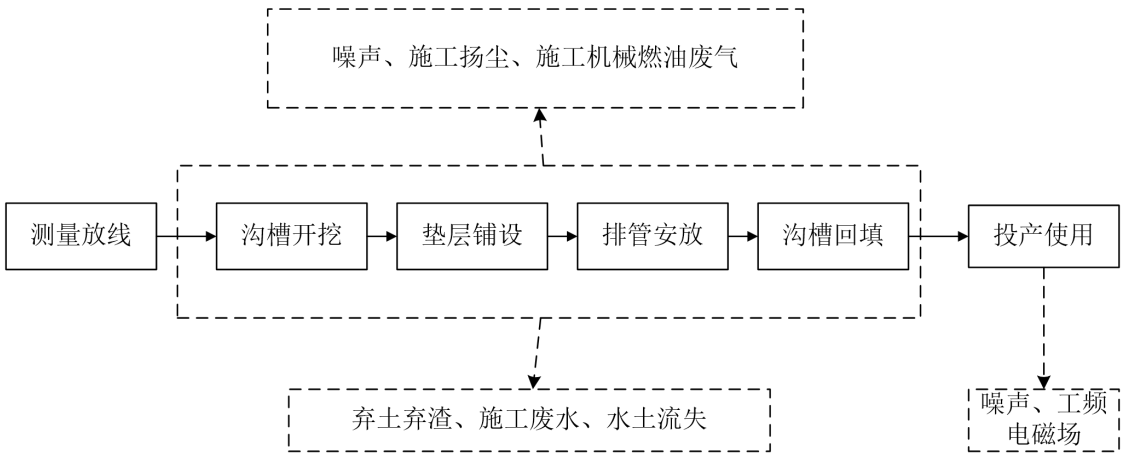 噪声、施工扬尘、施工机械燃油废气
测量放线
沟槽开挖
垫层铺设
排管安放
沟槽回填
投产使用
弃土弃渣、施工废水、水土流失
噪声、工频
电磁场